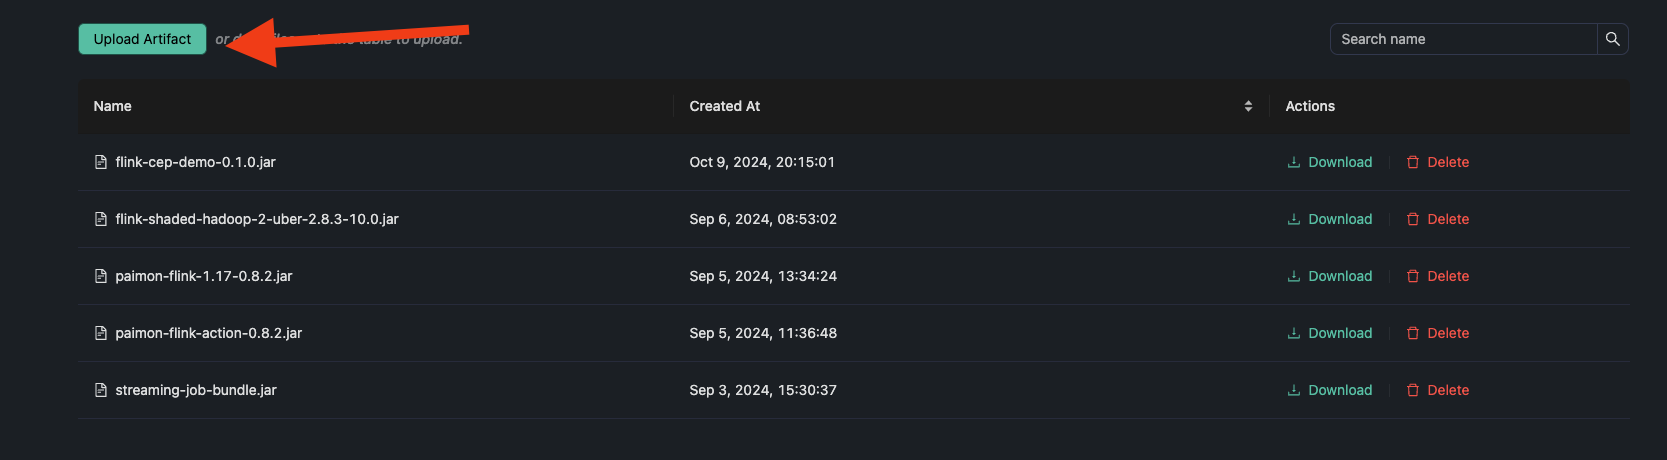 Upload Artifact or d to upload.
Search name
Name Created At Actions
flink-cep-demo-0.1.0.jar Oct 9, 2024, 20:15:01 Download Delete
flink-shaded-hadoop-2-uber-2.8.3-10.0.jar Sep 6, 2024, 08:53:02 Download Delete
paimon-flink-1.17-0.8.2.jar Sep 5, 2024, 13:34:24 Download Delete
paimon-flink-action-0.8.2.jar Sep 5, 2024, 11:36:48 Download Delete
streaming-job-bundle.jar Sep 3, 2024, 15:30:37 Download Delete